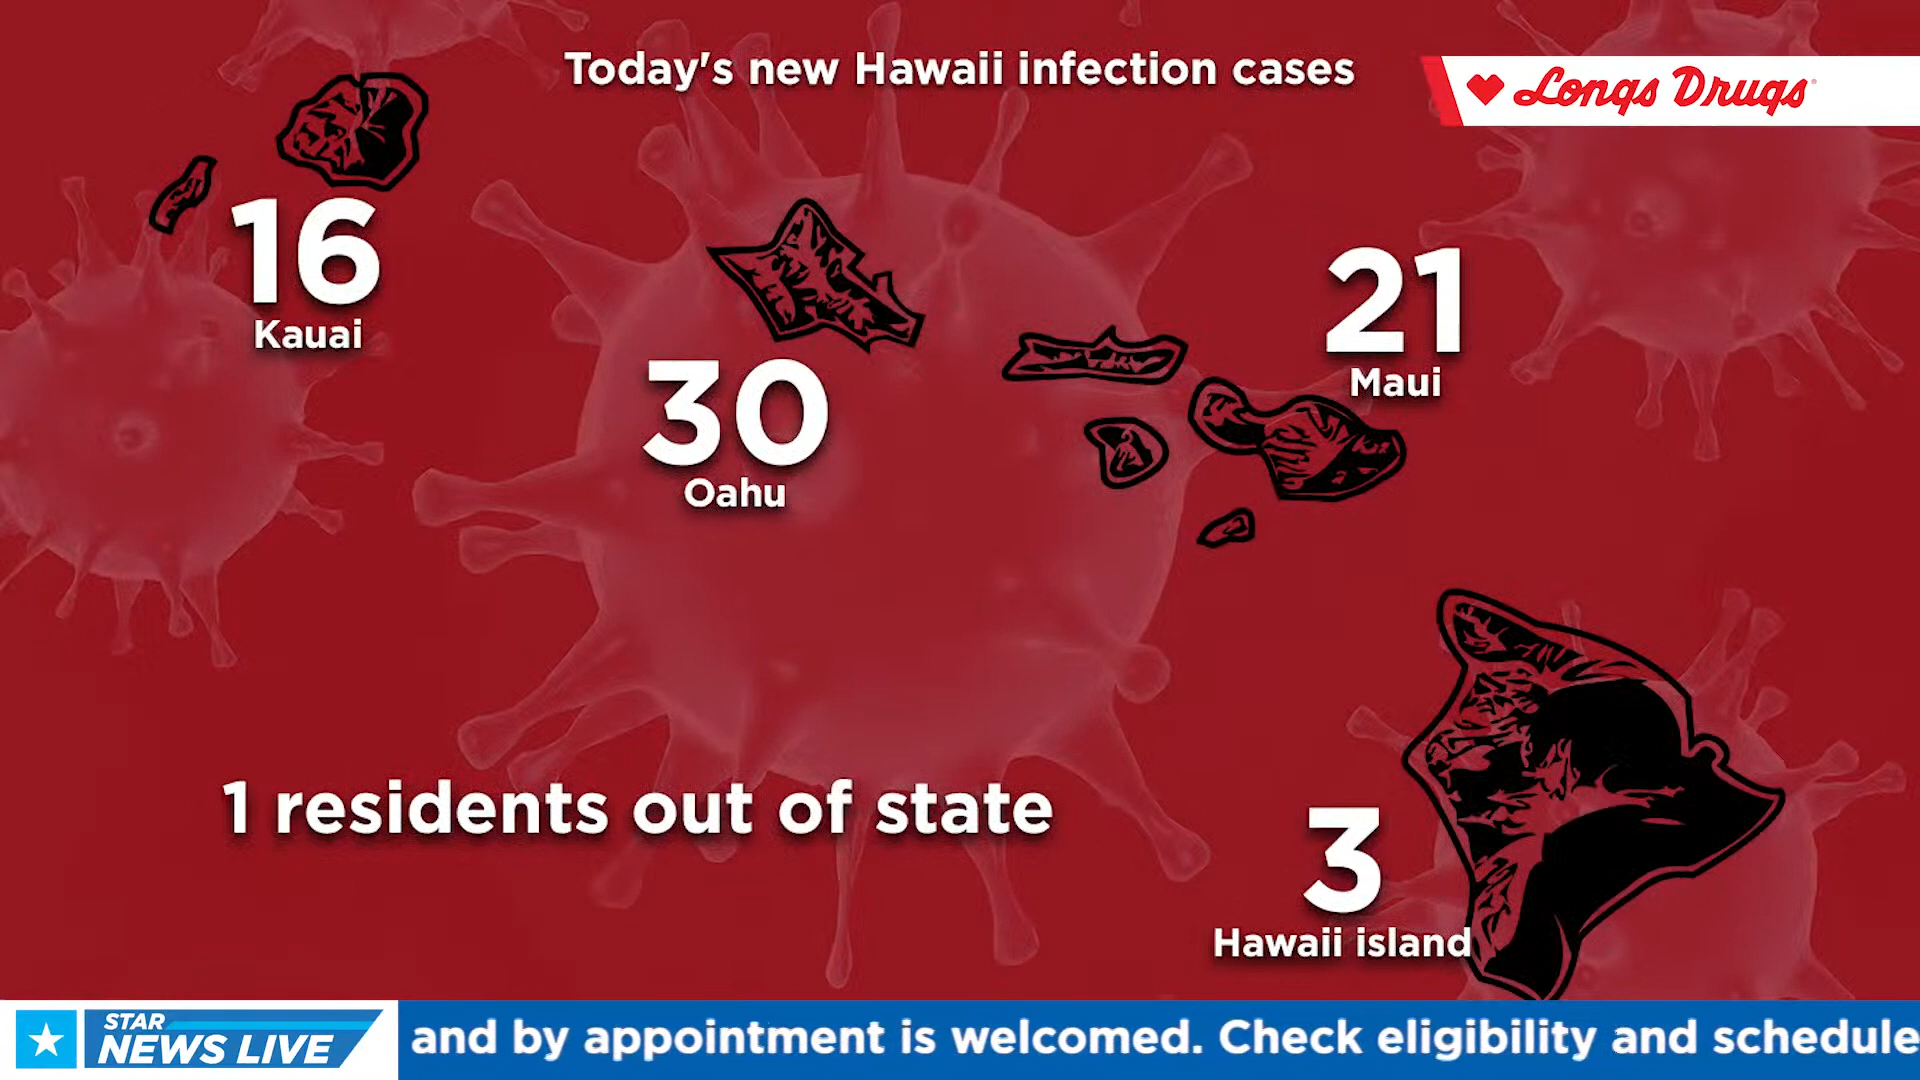 Today's new Hawaii infection cases
Longs Drugs
16
Kauai
30
Oahu
21
Maui
1 residents out of state
3
Hawaii island
STAR
NEWS LIVE
and by appointment is welcomed. Check eligibility and schedule